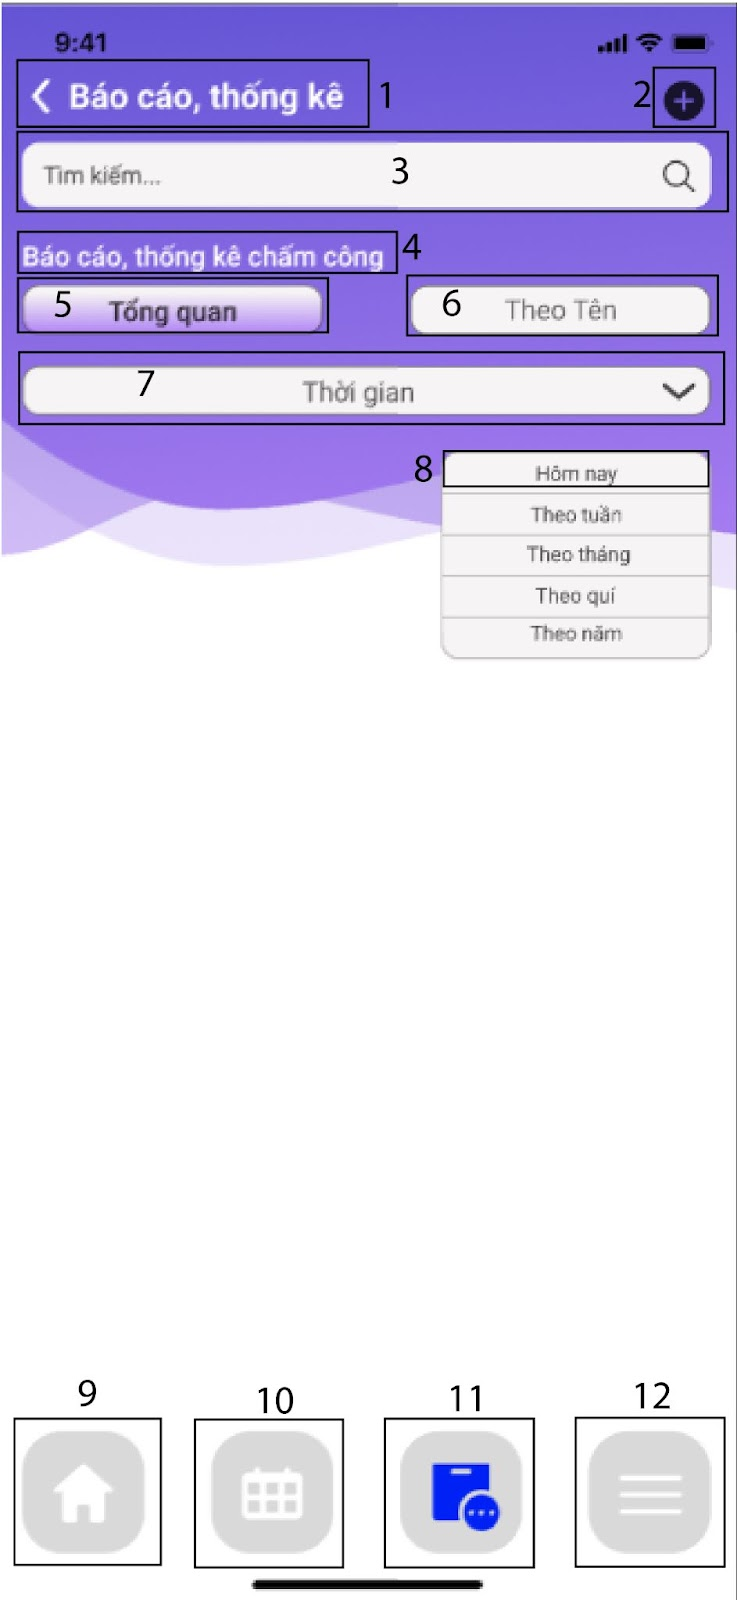 9:41
Báo cáo, thống kê 1
2
Tìm kiếm... 3
Báo cáo, thống kê chấm công 4
5 Tổng quan
6 Theo Tên
7 Thời gian
8 Hôm nay
Theo tuần
Theo tháng
Theo quí
Theo năm
9 10 11 12